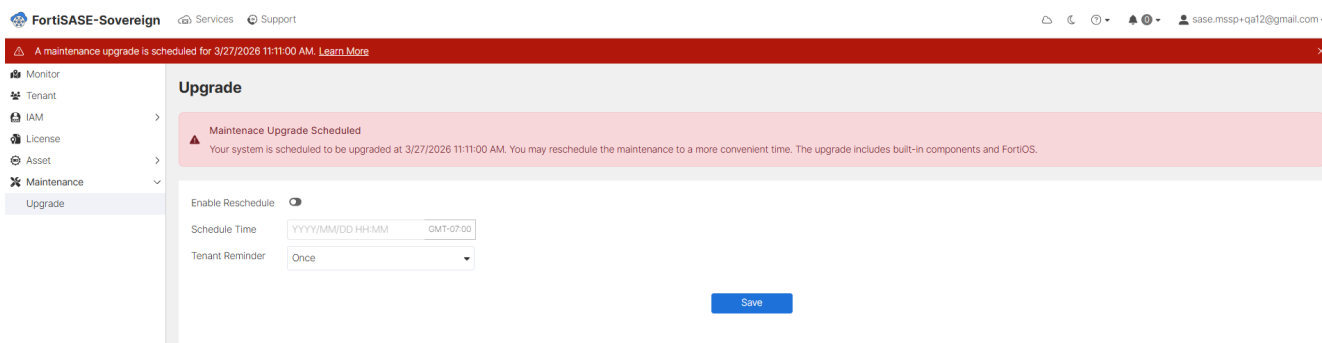 FortiSASE-Sovereign Services Support 0 sase.mssp+qa12@gmail.com
A maintenance upgrade is scheduled for 3/27/2026 11:11:00 AM. Learn More
Monitor
Tenant
IAM
License
Asset
Maintenance
Upgrade
Upgrade
Maintenace Upgrade Scheduled
Your system is scheduled to be upgraded at 3/27/2026 11:11:00 AM. You may reschedule the maintenance to a more convenient time. The upgrade includes built-in components and FortiOS.
Enable Reschedule
Schedule Time YYYY/MM/DD HH:MM GMT-07:00
Tenant Reminder Once
Save